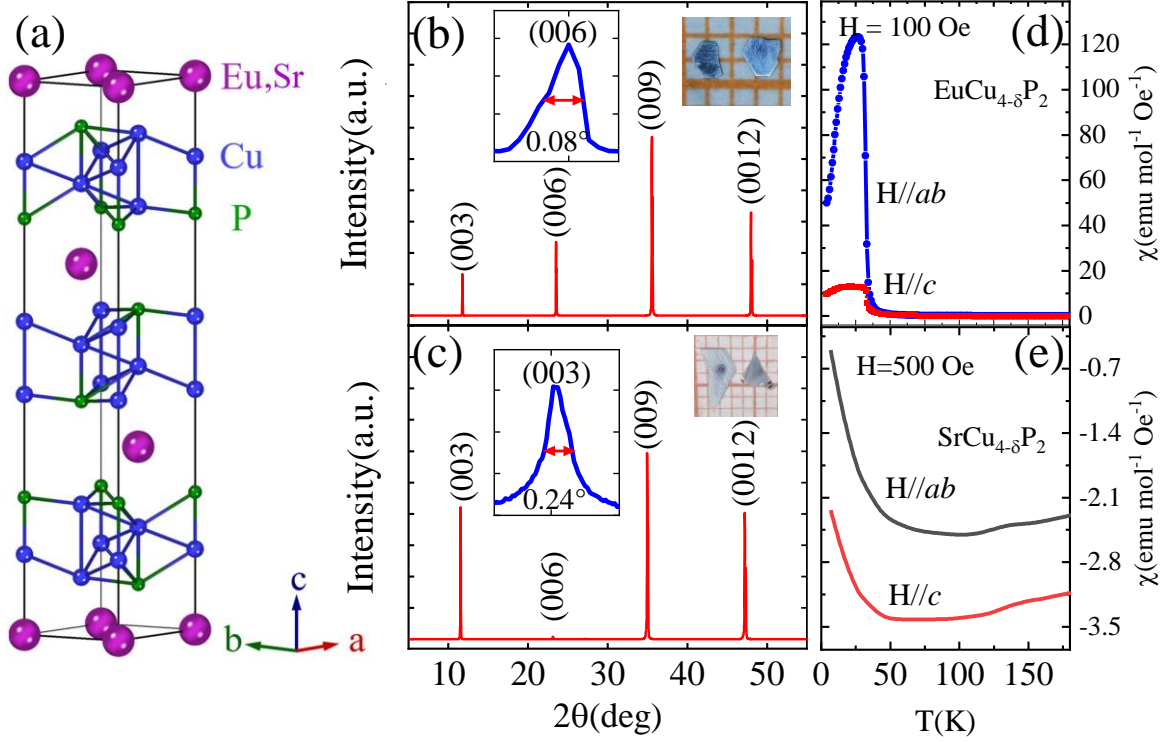 (a)
Eu,Sr
Cu
P
c
b
a
(b)
Intensity(a.u.)
(006)
0.08°
(003)
(006)
(009)
(0012)
(c)
Intensity(a.u.)
(003)
0.24°
(003)
(006)
(009)
(0012)
10 20 30 40 50
2θ(deg)
(d)
H = 100 Oe
EuCu4-δP2
H//ab
H//c
120
100
80
60
40
20
0
χ(emu mol-1 Oe-1)
(e)
H=500 Oe
SrCu4-δP2
H//ab
H//c
-0.7
-1.4
-2.1
-2.8
-3.5
χ(emu mol-1 Oe-1)
0 50 100 150
T(K)